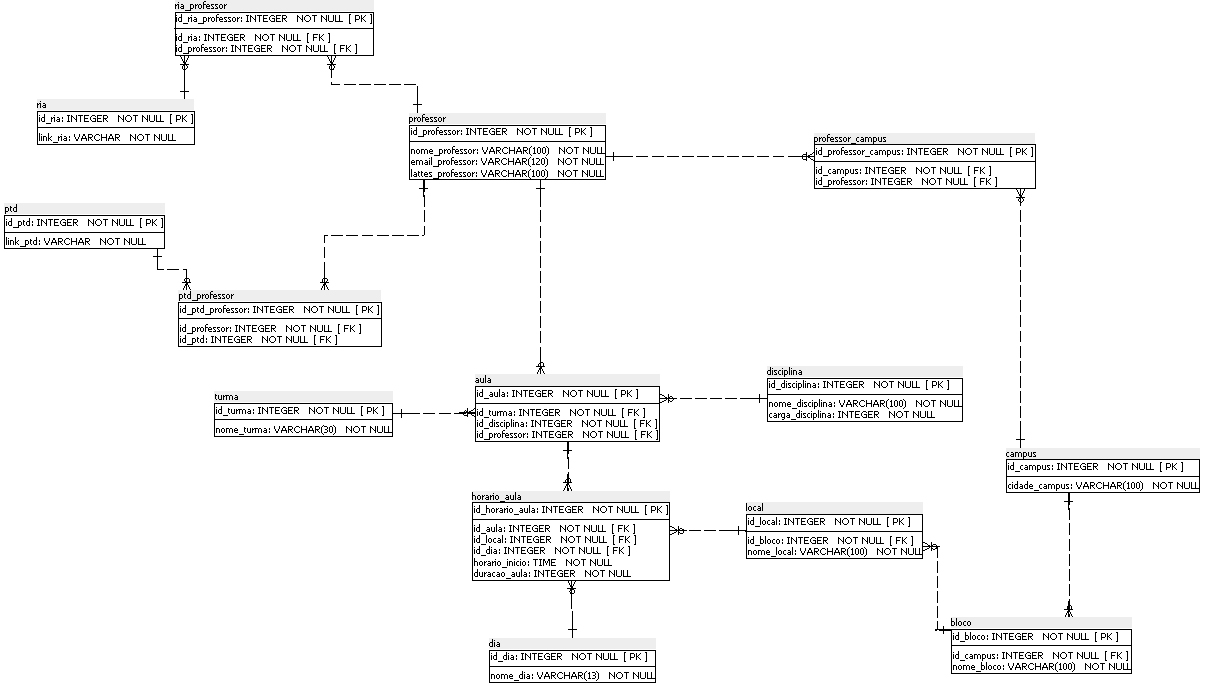 ria_professor
id_ria_professor: INTEGER NOT NULL [ PK ]
id_ria: INTEGER NOT NULL [ FK ]
id_professor: INTEGER NOT NULL [ FK ]
ria
id_ria: INTEGER NOT NULL [ PK ]
link_ria: VARCHAR NOT NULL
professor
id_professor: INTEGER NOT NULL [ PK ]
nome_professor: VARCHAR(100) NOT NULL
email_professor: VARCHAR(120) NOT NULL
lattes_professor: VARCHAR(100) NOT NULL
professor_campus
id_professor_campus: INTEGER NOT NULL [ PK ]
id_campus: INTEGER NOT NULL [ FK ]
id_professor: INTEGER NOT NULL [ FK ]
ptd
id_ptd: INTEGER NOT NULL [ PK ]
link_ptd: VARCHAR NOT NULL
ptd_professor
id_ptd_professor: INTEGER NOT NULL [ PK ]
id_professor: INTEGER NOT NULL [ FK ]
id_ptd: INTEGER NOT NULL [ FK ]
turma
id_turma: INTEGER NOT NULL [ PK ]
nome_turma: VARCHAR(30) NOT NULL
aula
id_aula: INTEGER NOT NULL [ PK ]
id_turma: INTEGER NOT NULL [ FK ]
id_disciplina: INTEGER NOT NULL [ FK ]
id_professor: INTEGER NOT NULL [ FK ]
disciplina
id_disciplina: INTEGER NOT NULL [ PK ]
nome_disciplina: VARCHAR(100) NOT NULL
carga_disciplina: INTEGER NOT NULL
campus
id_campus: INTEGER NOT NULL [ PK ]
cidade_campus: VARCHAR(100) NOT NULL
horario_aula
id_horario_aula: INTEGER NOT NULL [ PK ]
id_aula: INTEGER NOT NULL [ FK ]
id_local: INTEGER NOT NULL [ FK ]
id_dia: INTEGER NOT NULL [ FK ]
horario_inicio: TIME NOT NULL
duracao_aula: INTEGER NOT NULL
local
id_local: INTEGER NOT NULL [ PK ]
id_bloco: INTEGER NOT NULL [ FK ]
nome_local: VARCHAR(100) NOT NULL
bloco
id_bloco: INTEGER NOT NULL [ PK ]
id_campus: INTEGER NOT NULL [ FK ]
nome_bloco: VARCHAR(100) NOT NULL
dia
id_dia: INTEGER NOT NULL [ PK ]
nome_dia: VARCHAR(13) NOT NULL